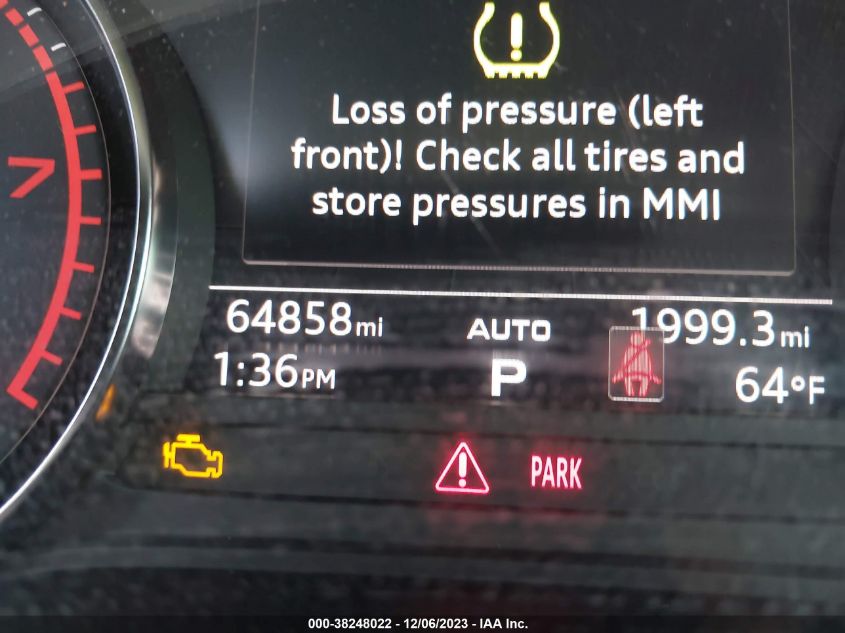 Loss of pressure (left
front)! Check all tires and
store pressures in MMI
64858mi AUTO 1999.3mi
1:36PM P 64°F
PARK
000-38248022 - 12/06/2023 - IAA Inc.